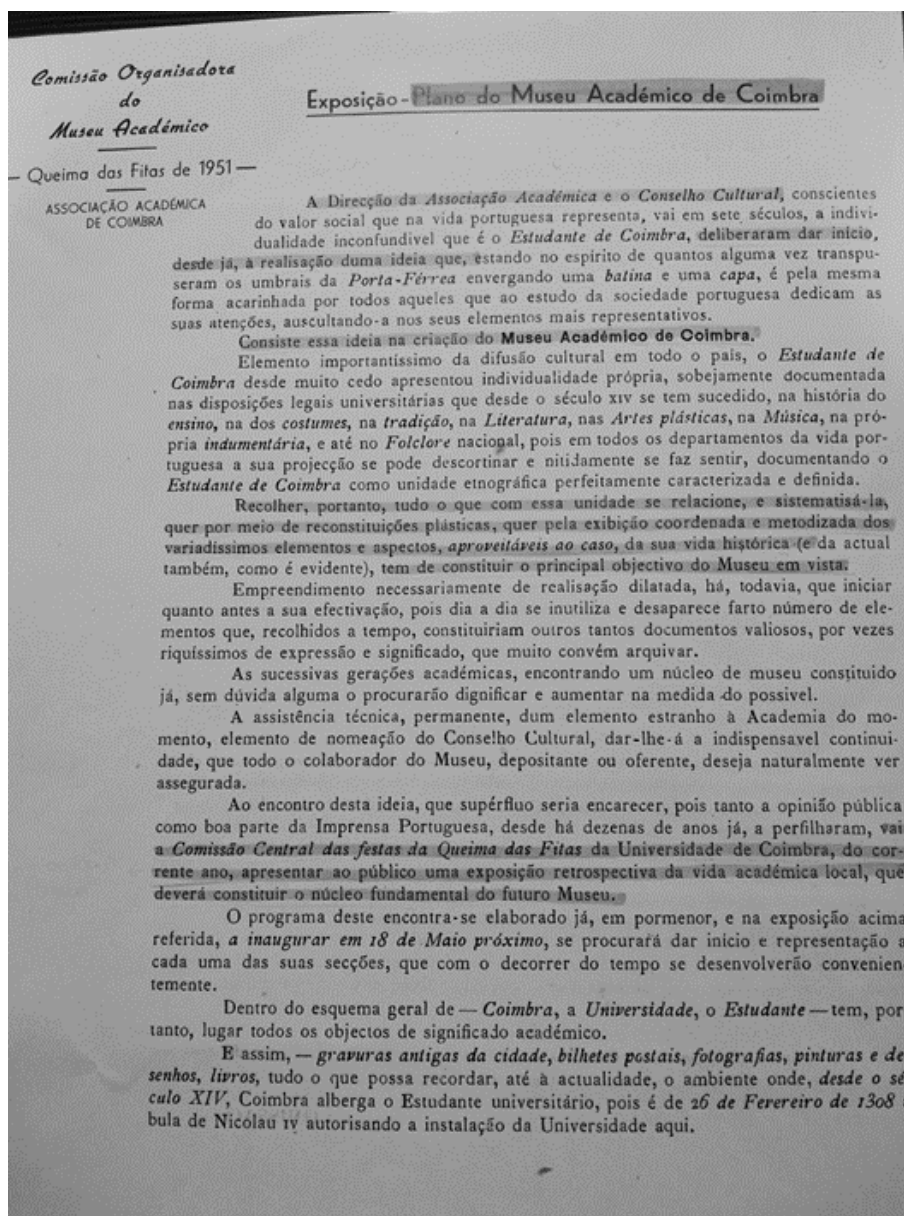 Comissão Organisadora
do
Museu Académico
— Queima das Fitas de 1951 —
ASSOCIAÇÃO ACADÉMICA
DE COIMBRA
Exposição - Plano do Museu Académico de Coimbra
A Direcção da Associação Académica e o Conselho Cultural, conscientes
do valor social que na vida portuguesa representa, vai em sete séculos, a indivi-
dualidade inconfundivel que é o Estudante de Coimbra, deliberaram dar início,
desde já, à realisação duma ideia que, estando no espirito de quantos alguma vez transpu-
seram os umbrais da Porta-Férrea envergando uma batina e uma capa, é pela mesma
forma acarinhada por todos aqueles que ao estudo da sociedade portuguesa dedicam as
suas atenções, auscultando-a nos seus elementos mais representativos.
Consiste essa ideia na criação do Museu Académico de Coimbra.
Elemento importantíssimo da difusão cultural em todo o país, o Estudante de
Coimbra desde muito cedo apresentou individualidade própria, sobejamente documentada
nas disposições legais universitárias que desde o século XIV se tem sucedido, na história do
ensino, na dos costumes, na tradição, na Literatura, nas Artes plásticas, na Música, na pró-
pria indumentária, e até no Folclore nacional, pois em todos os departamentos da vida por-
tuguesa a sua projecção se pode descortinar e nitidamente se faz sentir, documentando o
Estudante de Coimbra como unidade etnográfica perfeitamente caracterizada e definida.
Recolher, portanto, tudo o que com essa unidade se relacione, e sistematisá-la,
quer por meio de reconstituições plásticas, quer pela exibição coordenada e metodizada dos
variadíssimos elementos e aspectos, aproveitáveis ao caso, da sua vida histórica (e da actual
também, como é evidente), tem de constituir o principal objectivo do Museu em vista.
Empreendimento necessariamente de realisação dilatada, há, todavia, que iniciar
quanto antes a sua efectivação, pois dia a dia se inutiliza e desaparece farto número de ele-
mentos que, recolhidos a tempo, constituiriam outros tantos documentos valiosos, por vezes
riquíssimos de expressão e significado, que muito convém arquivar.
As sucessivas gerações académicas, encontrando um núcleo de museu constituido
já, sem dúvida alguma o procurarão dignificar e aumentar na medida do possivel.
A assistência técnica, permanente, dum elemento estranho à Academia do mo-
mento, elemento de nomeação do Conselho Cultural, dar-lhe-á a indispensavel continui-
dade, que todo o colaborador do Museu, depositante ou oferente, deseja naturalmente ver
assegurada.
Ao encontro desta ideia, que supérfluo seria encarecer, pois tanto a opinião pública
como boa parte da Imprensa Portuguesa, desde há dezenas de anos já, a perfilharam, vai
a Comissão Central das festas da Queima das Fitas da Universidade de Coimbra, do cor-
rente ano, apresentar ao público uma exposição retrospectiva da vida académica local, que
deverá constituir o núcleo fundamental do futuro Museu.
O programa deste encontra-se elaborado já, em pormenor, e na exposição acima
referida, a inaugurar em 18 de Maio próximo, se procurará dar início e representação a
cada uma das suas secções, que com o decorrer do tempo se desenvolverão convenien-
temente.
Dentro do esquema geral de — Coimbra, a Universidade, o Estudante — tem, por-
tanto, lugar todos os objectos de significado académico.
E assim, — gravuras antigas da cidade, bilhetes postais, fotografias, pinturas e de-
senhos, livros, tudo o que possa recordar, até à actualidade, o ambiente onde, desde o sé-
culo XIV, Coimbra alberga o Estudante universitário, pois é de 26 de Ferereiro de 1308
bula de Nicolau IV autorisando a instalação da Universidade aqui.